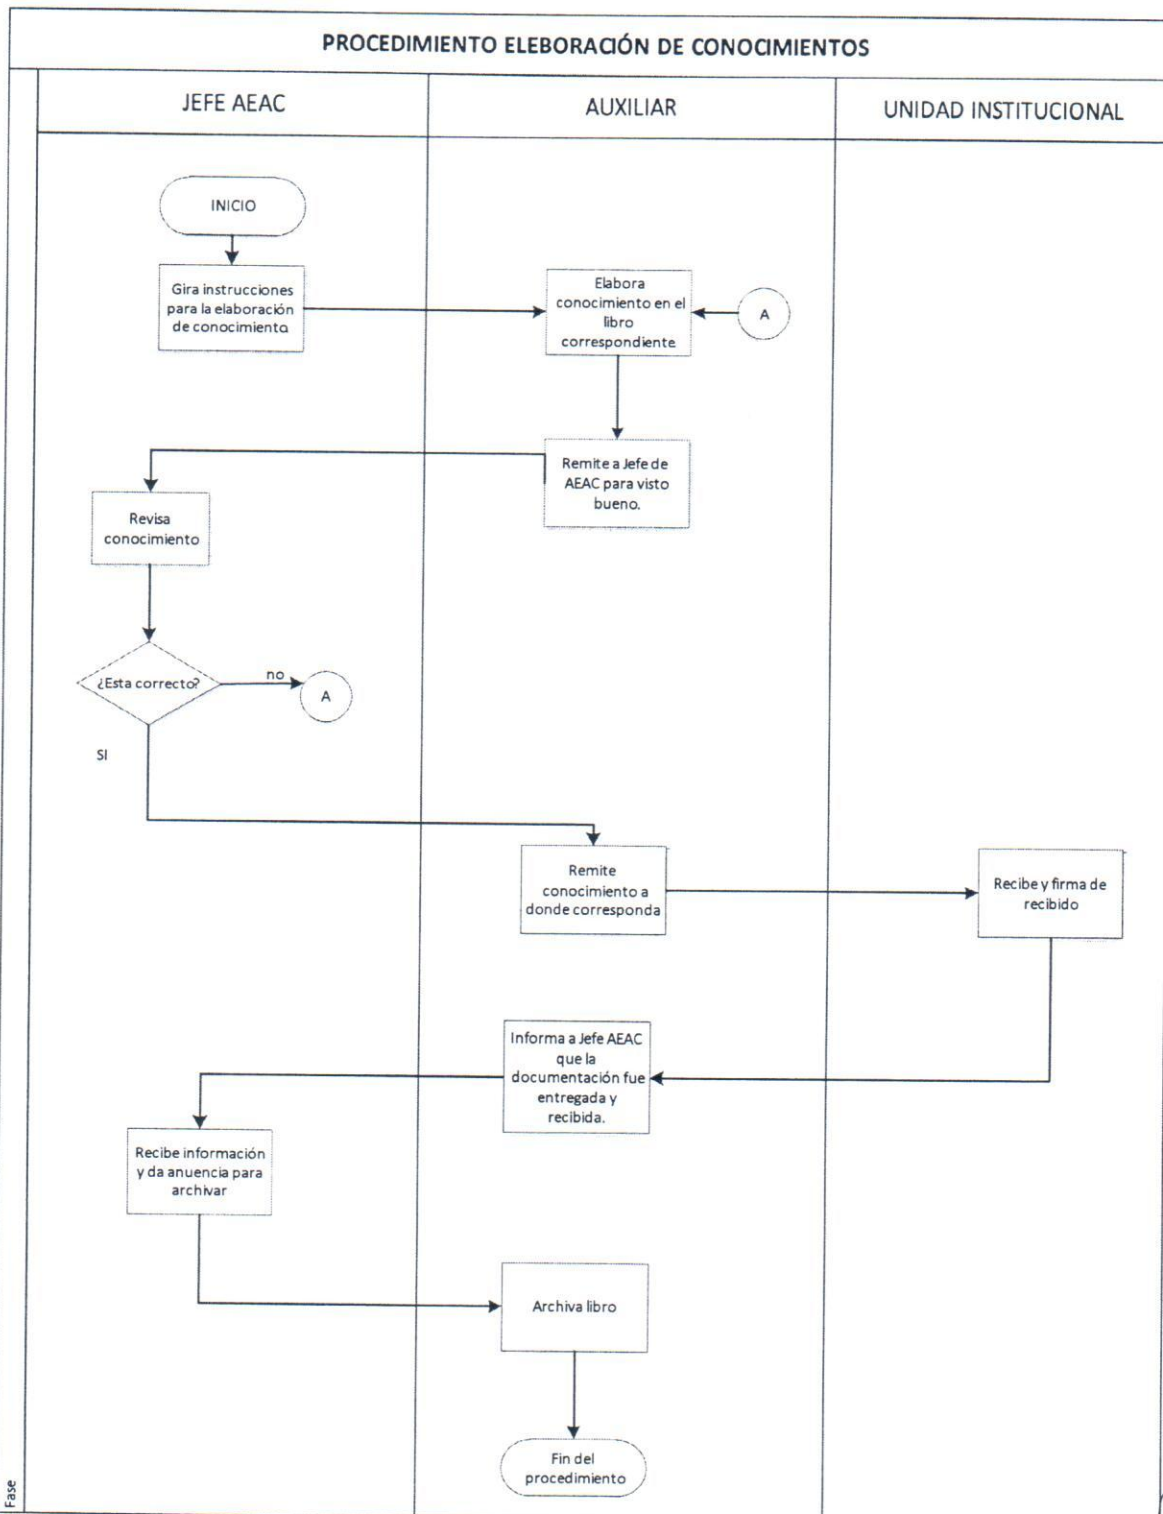 PROCEDIMIENTO ELEBORACIÓN DE CONOCIMIENTOS
JEFE AEAC
AUXILIAR
UNIDAD INSTITUCIONAL
INICIO
Gira instrucciones
para la elaboración
de conocimiento.
Elabora
conocimiento en el
libro
correspondiente
A
Remite a Jefe de
AEAC para visto
bueno.
Revisa
conocimiento
¿Esta correcto?
no
A
SI
Remite
conocimiento a
donde corresponda
Recibe y firma de
recibido
Informa a Jefe AEAC
que la
documentación fue
entregada y
recibida.
Recibe información
y da anuencia para
archivar
Archiva libro
Fin del
procedimiento
Fase